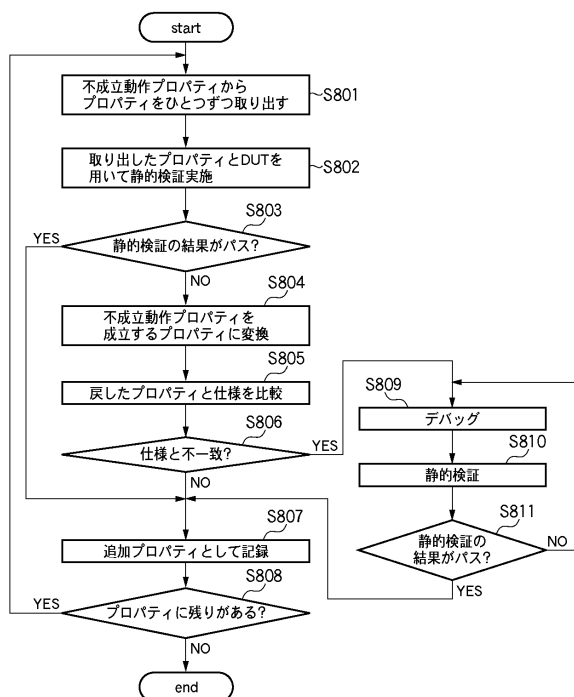 start
不成立動作プロパティから
プロパティをひとつずつ取り出す
S801
取り出したプロパティとDUTを
用いて静的検証実施
S802
S803
YES
静的検証の結果がパス?
NO
S804
不成立動作プロパティを
成立するプロパティに変換
S805
戻したプロパティと仕様を比較
S806
仕様と不一致?
YES
NO
S809
デバッグ
S810
静的検証
S811
静的検証の
結果がパス?
NO
YES
S807
追加プロパティとして記録
S808
YES
プロパティに残りがある?
NO
end